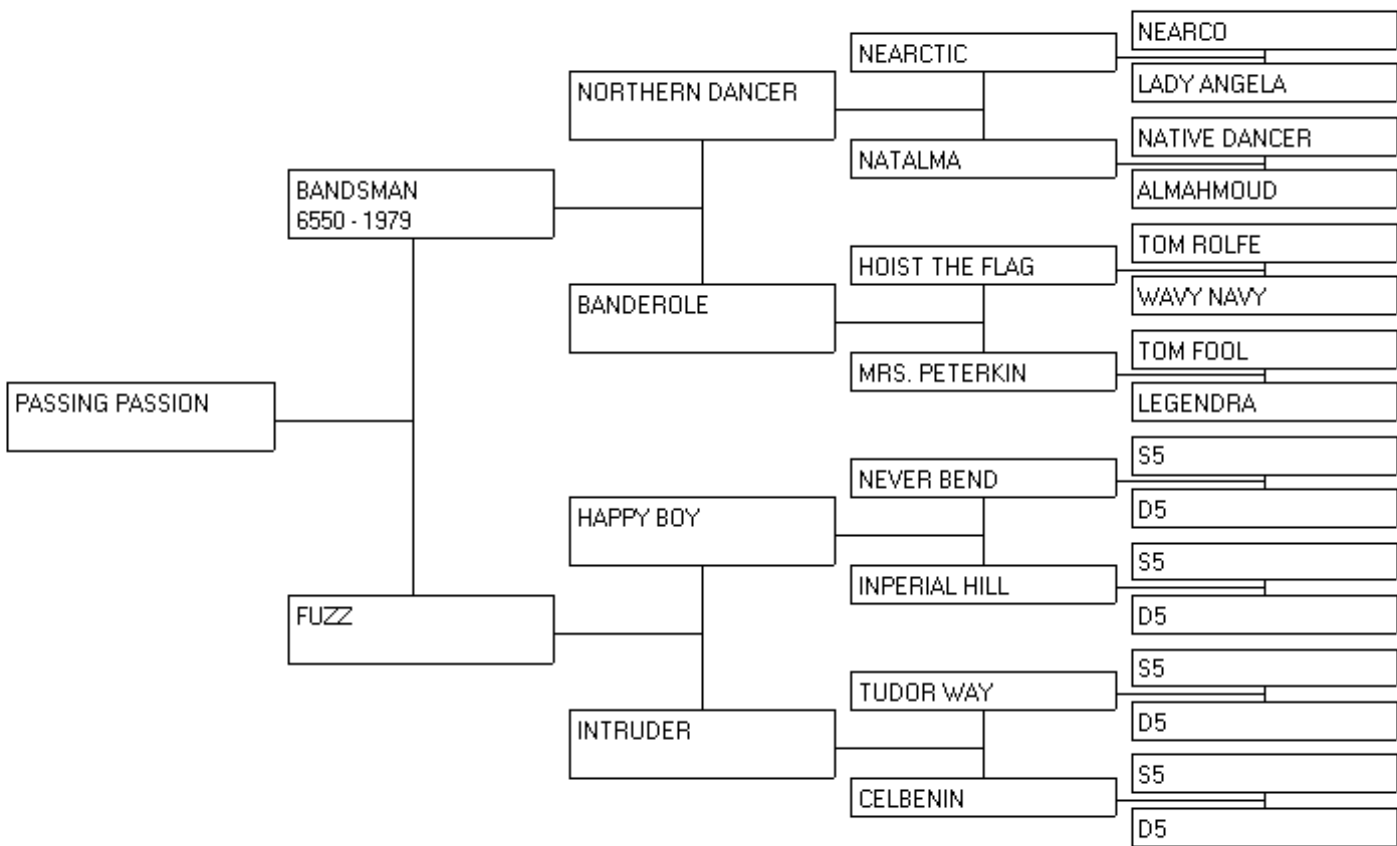 NEARCO
NEARCTIC
LADY ANGELA
NORTHERN DANCER
NATIVE DANCER
NATALMA
ALMAHMOUD
BANDSMAN
6550 - 1979
TOM ROLFE
HOIST THE FLAG
WAVY NAVY
BANDEROLE
TOM FOOL
MRS. PETERKIN
LEGENDRA
PASSING PASSION
S5
NEVER BEND
D5
HAPPY BOY
S5
INPERIAL HILL
D5
FUZZ
S5
TUDOR WAY
D5
INTRUDER
S5
CELBENIN
D5